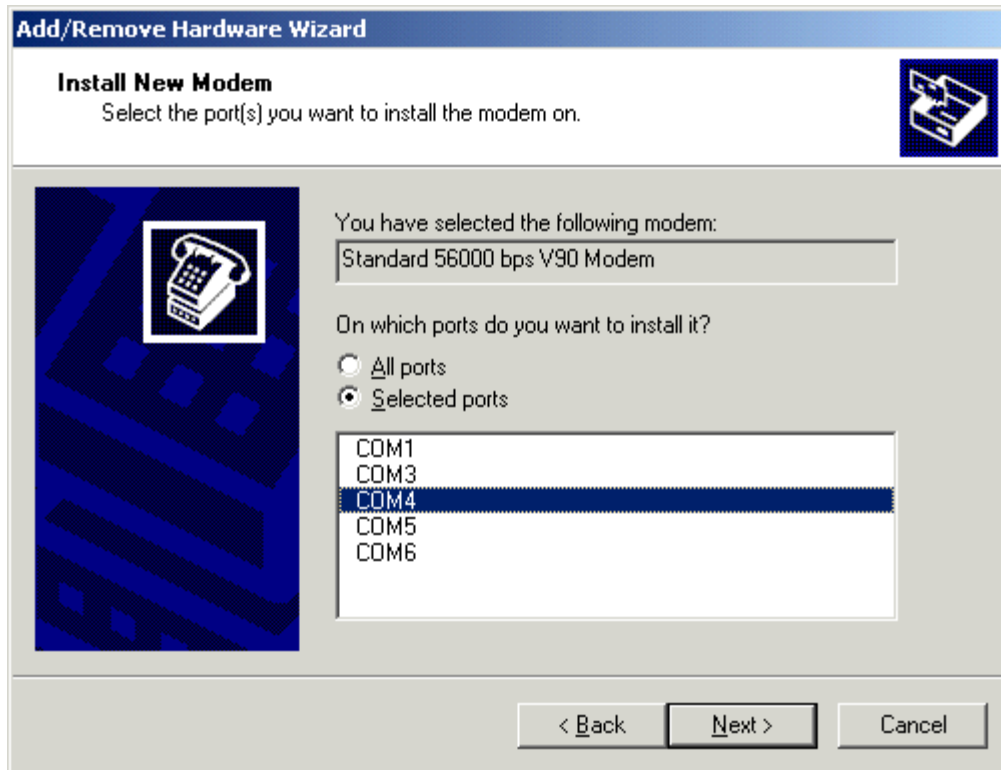 Add/Remove Hardware Wizard
Install New Modem
Select the port(s) you want to install the modem on.
You have selected the following modem:
Standard 56000 bps V90 Modem
On which ports do you want to install it?
All ports
Selected ports
COM1
COM3
COM4
COM5
COM6
< Back
Next >
Cancel